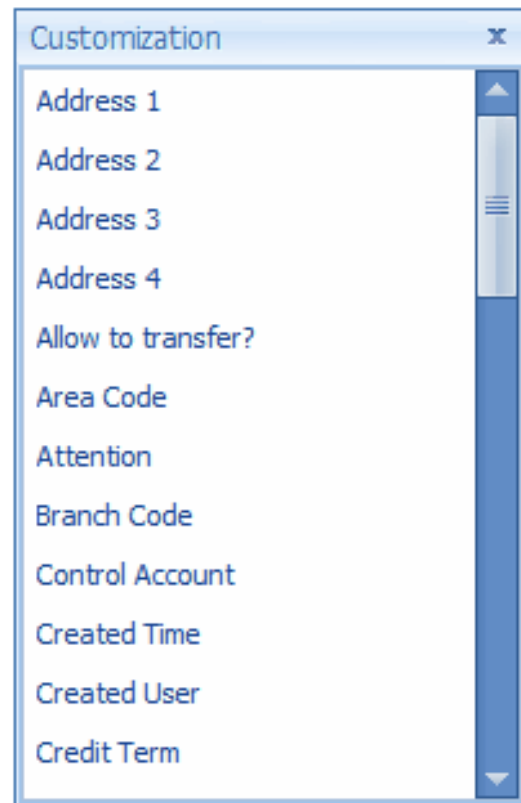 Customization
Address 1
Address 2
Address 3
Address 4
Allow to transfer?
Area Code
Attention
Branch Code
Control Account
Created Time
Created User
Credit Term